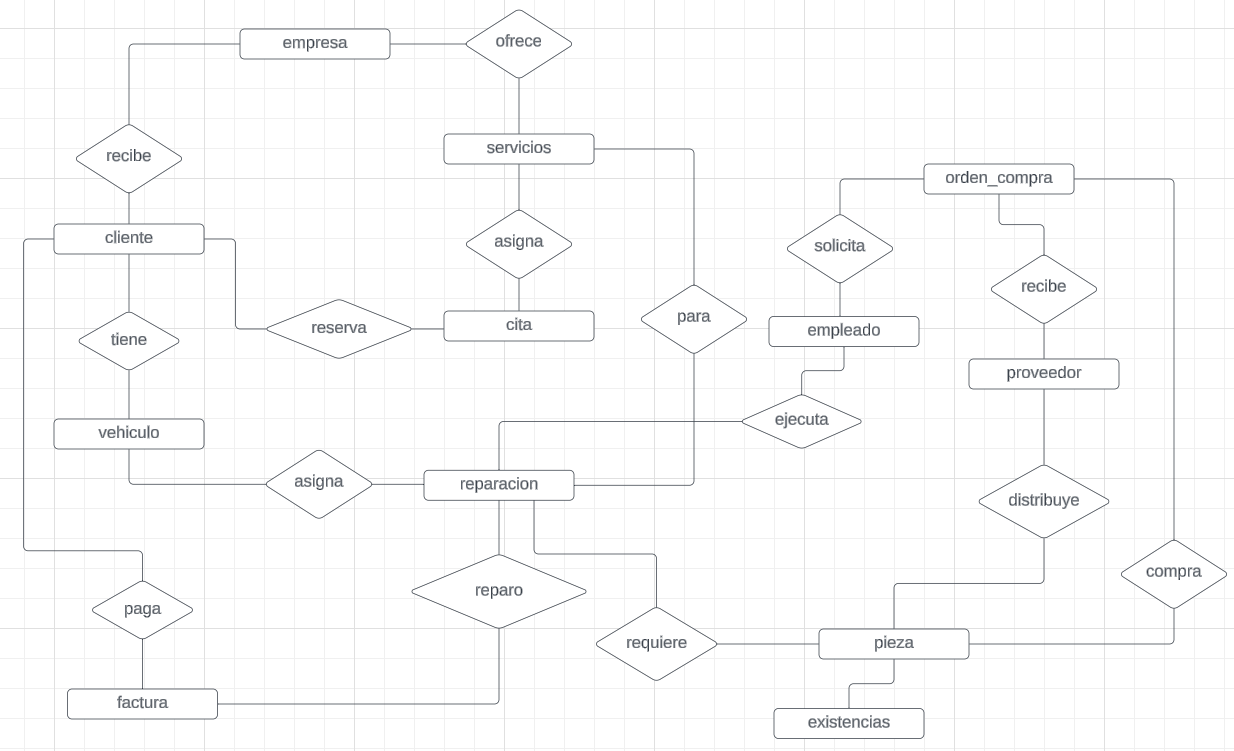 empresa
ofrece
servicios
recibe
orden_compra
cliente
asigna
solicita
recibe
para
cita
reserva
empleado
tiene
proveedor
ejecuta
vehiculo
asigna
reparacion
distribuye
compra
reparo
paga
requiere
pieza
factura
existencias